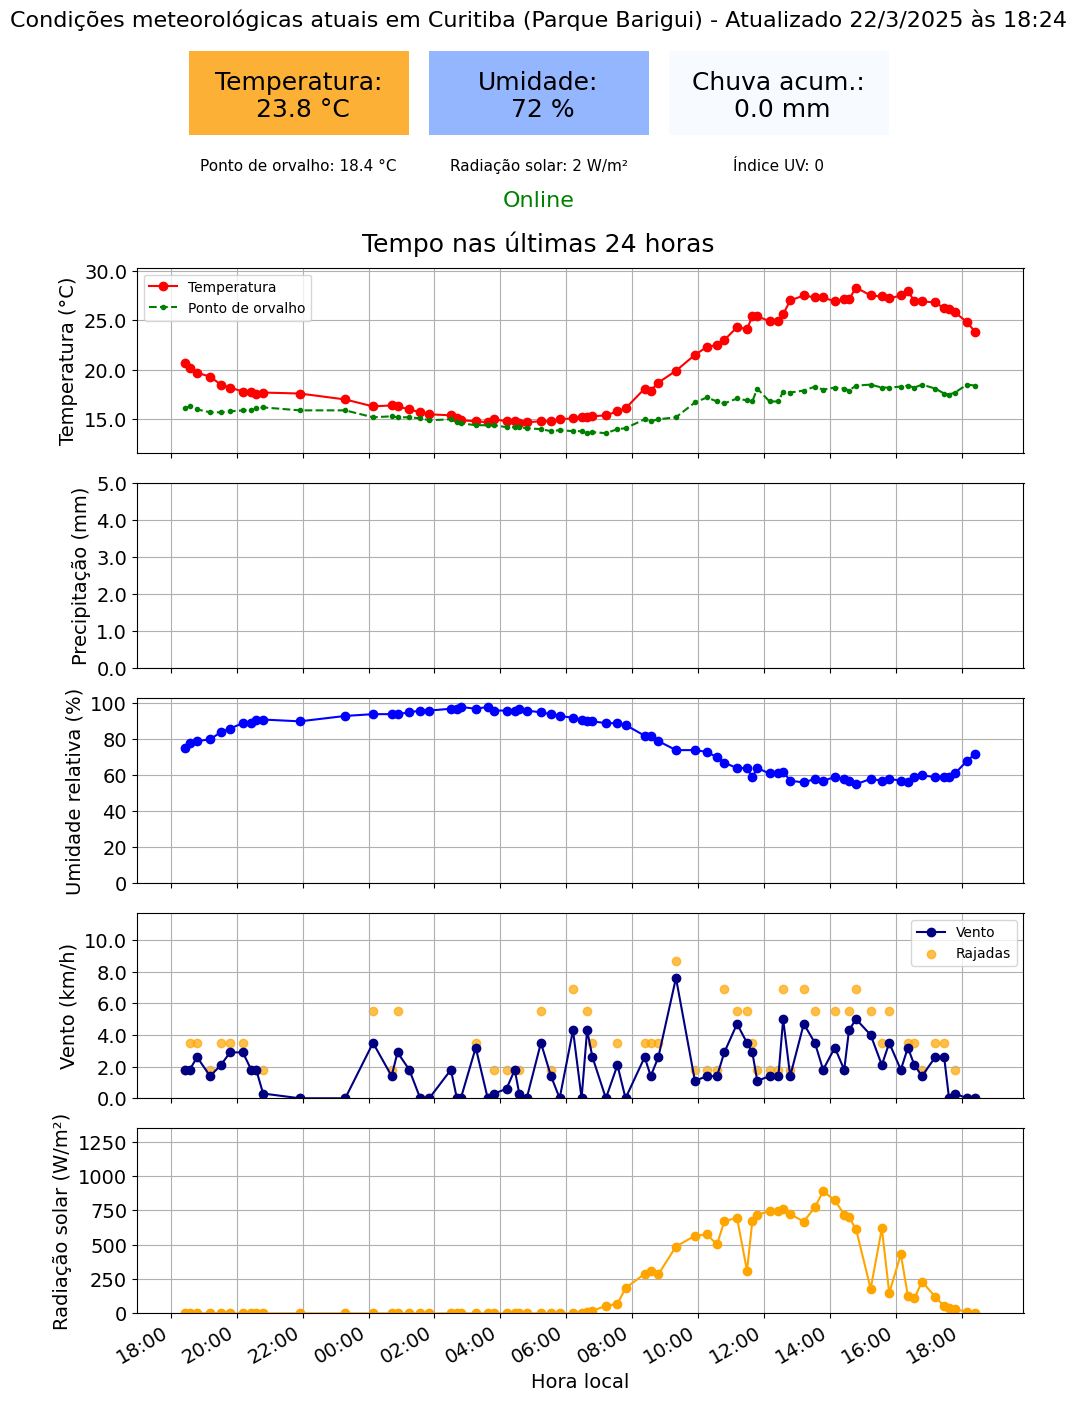 Condições meteorológicas atuais em Curitiba (Parque Barigui) - Atualizado 22/3/2025 às 18:24
Temperatura:
23.8 °C
Umidade:
72 %
Chuva acum.:
0.0 mm
Ponto de orvalho: 18.4 °C
Radiação solar: 2 W/m²
Índice UV: 0
Online
Tempo nas últimas 24 horas
Temperatura (°C)
30.0
25.0
20.0
15.0
Temperatura
Ponto de orvalho
Precipitação (mm)
5.0
4.0
3.0
2.0
1.0
0.0
Umidade relativa (%)
100
80
60
40
20
0
Vento (km/h)
10.0
8.0
6.0
4.0
2.0
0.0
Vento
Rajadas
Radiação solar (W/m²)
1250
1000
750
500
250
0
18:00
20:00
22:00
00:00
02:00
04:00
06:00
08:00
10:00
12:00
14:00
16:00
18:00
Hora local